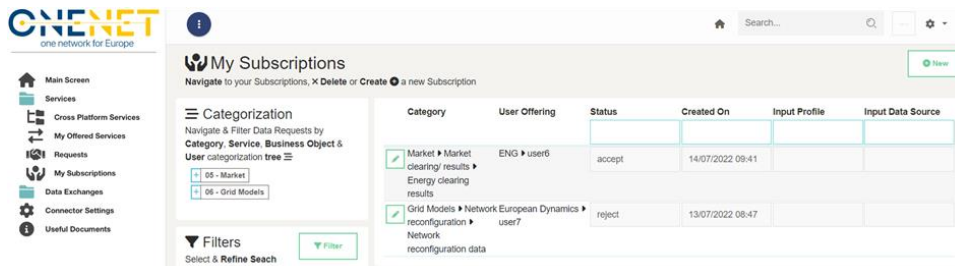 ONENET
one network for Europe
Search...
Main Screen
Services
Cross Platform Services
My Offered Services
Requests
My Subscriptions
Data Exchanges
Connector Settings
Useful Documents
My Subscriptions
Navigate to your Subscriptions, ✕ Delete or Create a new Subscription
New
Categorization
Navigate & Filter Data Requests by
Category, Service, Business Object &
User categorization tree
+ 05 - Market
+ 06 - Grid Models
Filters
Filter
Select & Refine Seach
Category User Offering Status Created On Input Profile Input Data Source
Market ▸ Market
clearing/ results ▸
Energy clearing
results
ENG ▸ user6
accept
14/07/2022 09:41
Grid Models ▸ Network
reconfiguration ▸
Network
reconfiguration data
European Dynamics ▸
user7
reject
13/07/2022 08:47